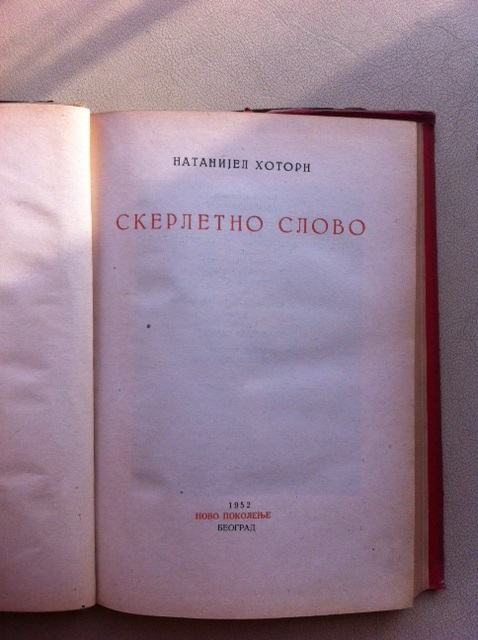 НАТАНИЈЕЛ ХОТОРН
СКЕРЛЕТНО СЛОВО
1952
НОВО ПОКОЛЕЊЕ
БЕОГРАД